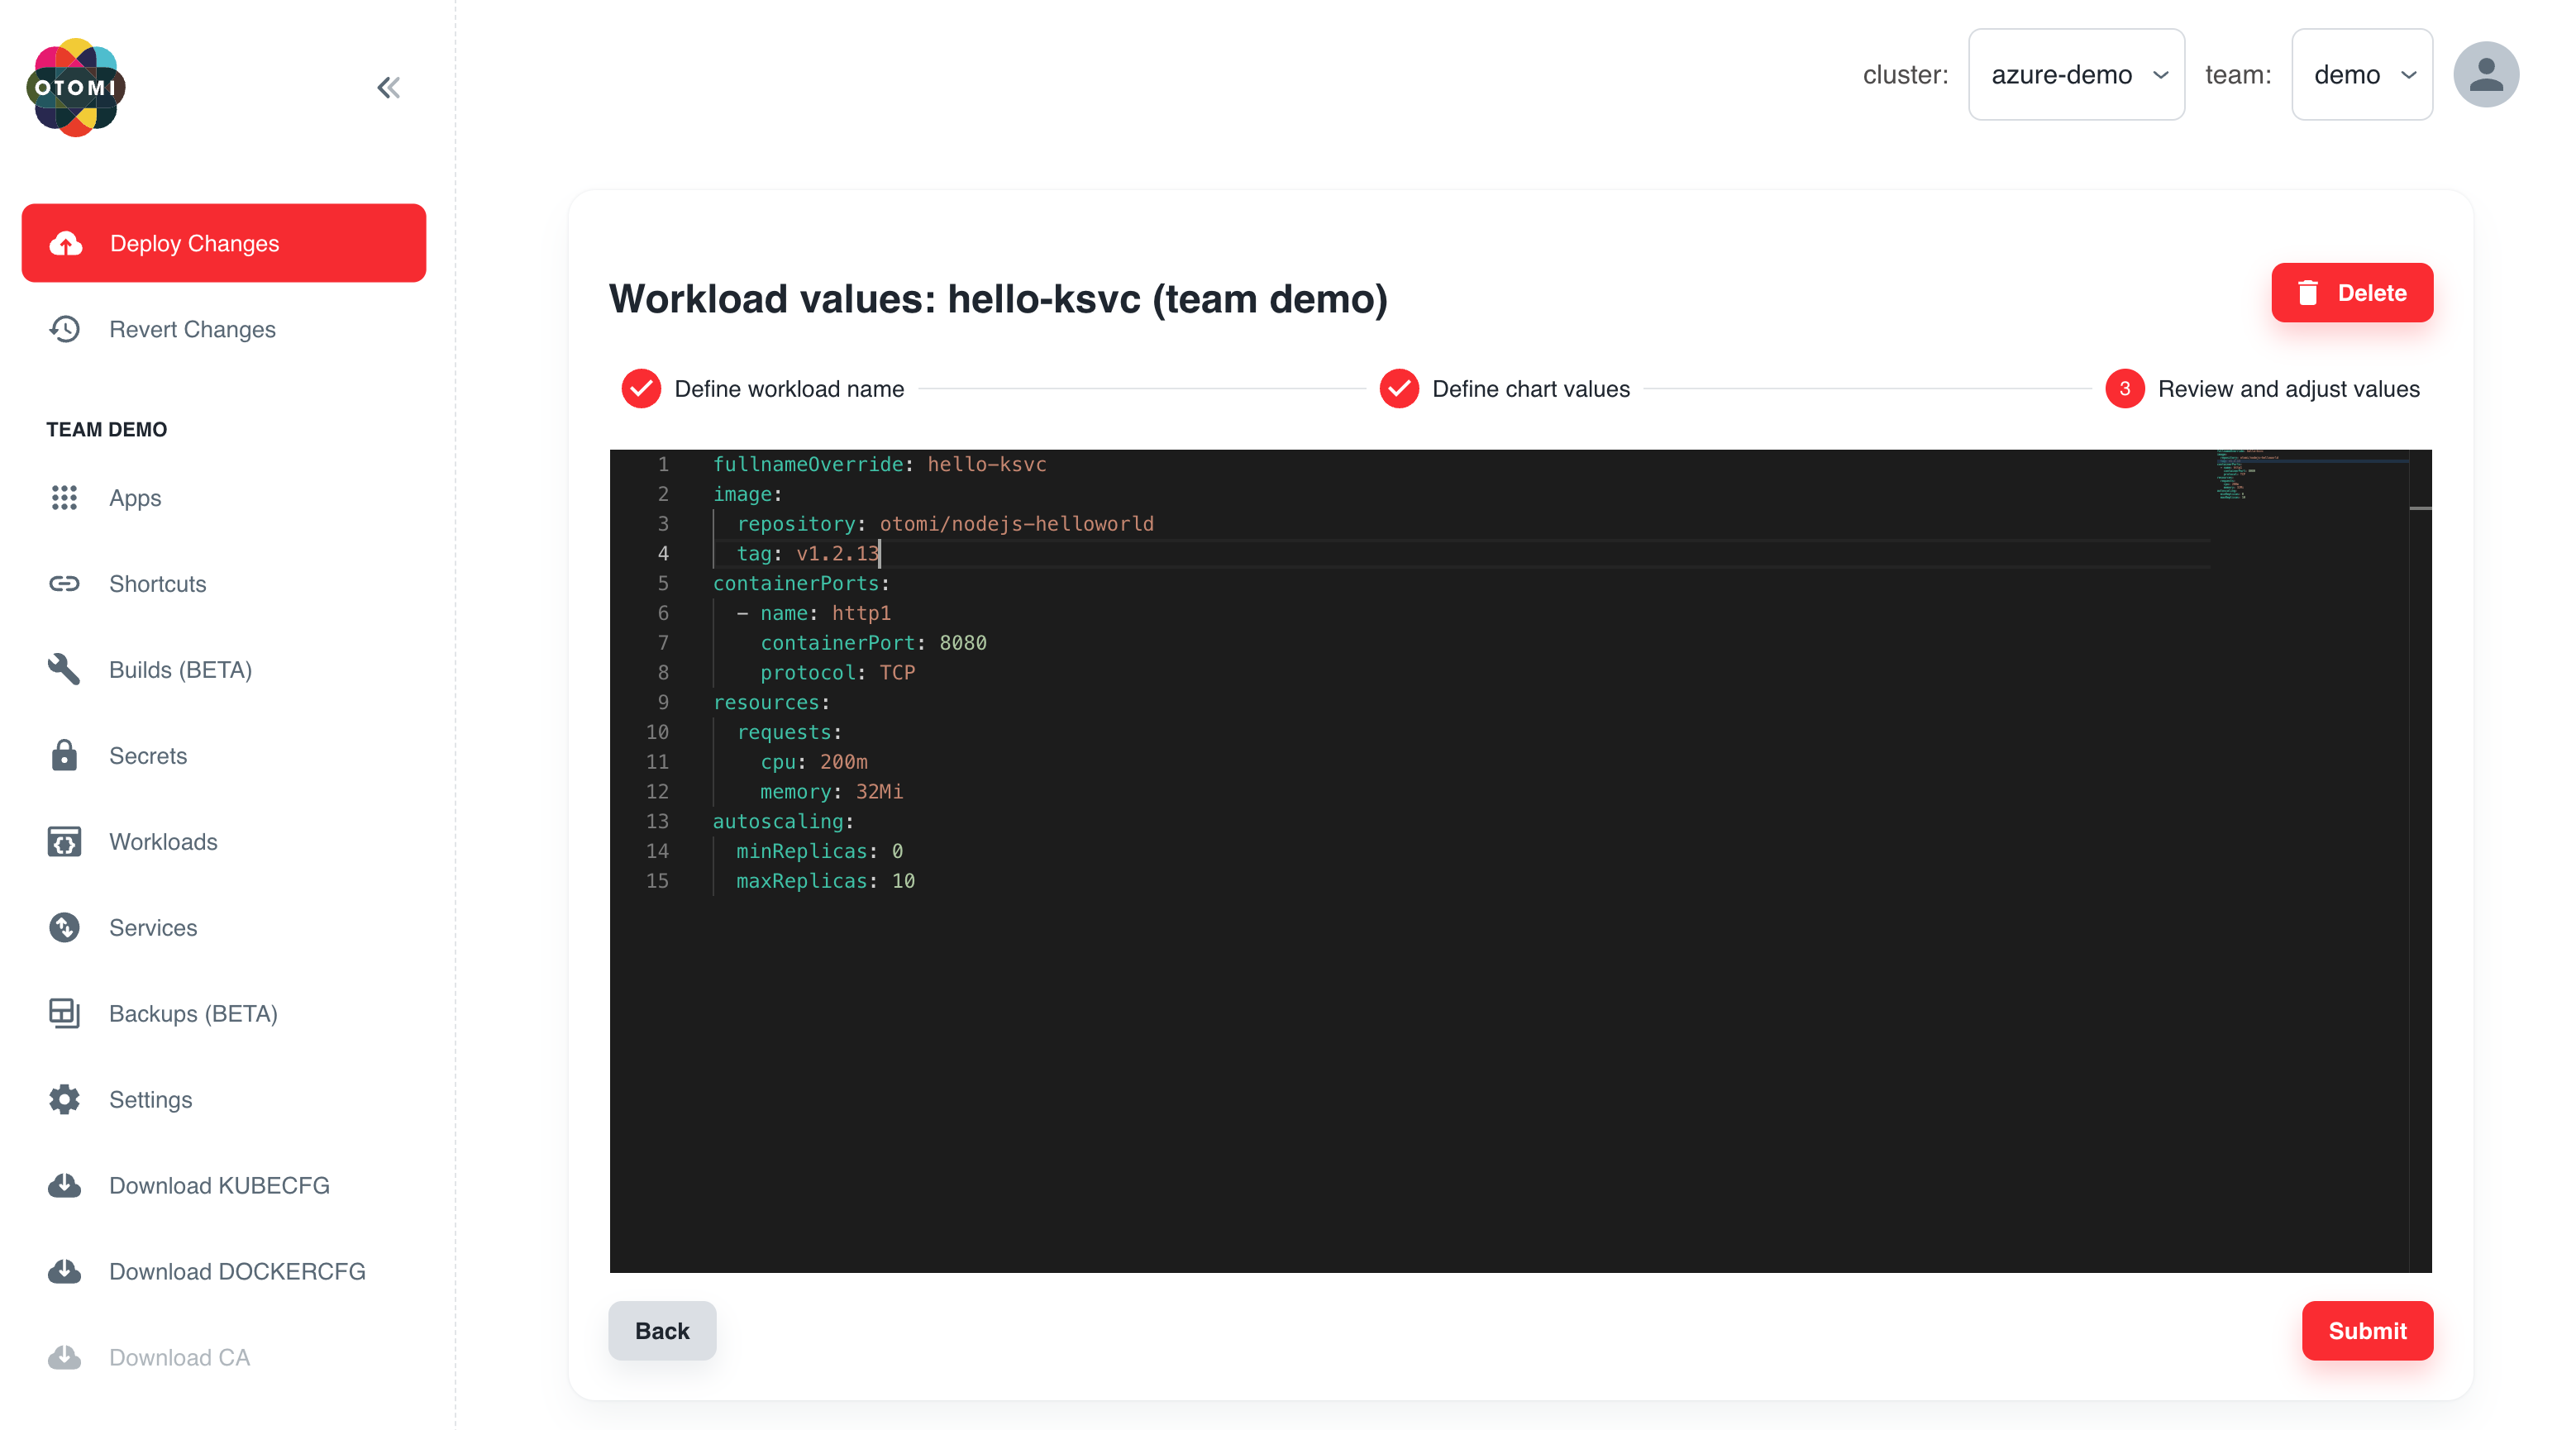 OTOMI
cluster: azure-demo team: demo
Deploy Changes
Revert Changes
TEAM DEMO
Apps
Shortcuts
Builds (BETA)
Secrets
Workloads
Services
Backups (BETA)
Settings
Download KUBECFG
Download DOCKERCFG
Download CA
Workload values: hello-ksvc (team demo)
Delete
Define workload name
Define chart values
3 Review and adjust values
1 fullnameOverride: hello-ksvc
2 image:
3   repository: otomi/nodejs-helloworld
4   tag: v1.2.13
5 containerPorts:
6   - name: http1
7     containerPort: 8080
8     protocol: TCP
9 resources:
10   requests:
11     cpu: 200m
12     memory: 32Mi
13 autoscaling:
14   minReplicas: 0
15   maxReplicas: 10
Back
Submit